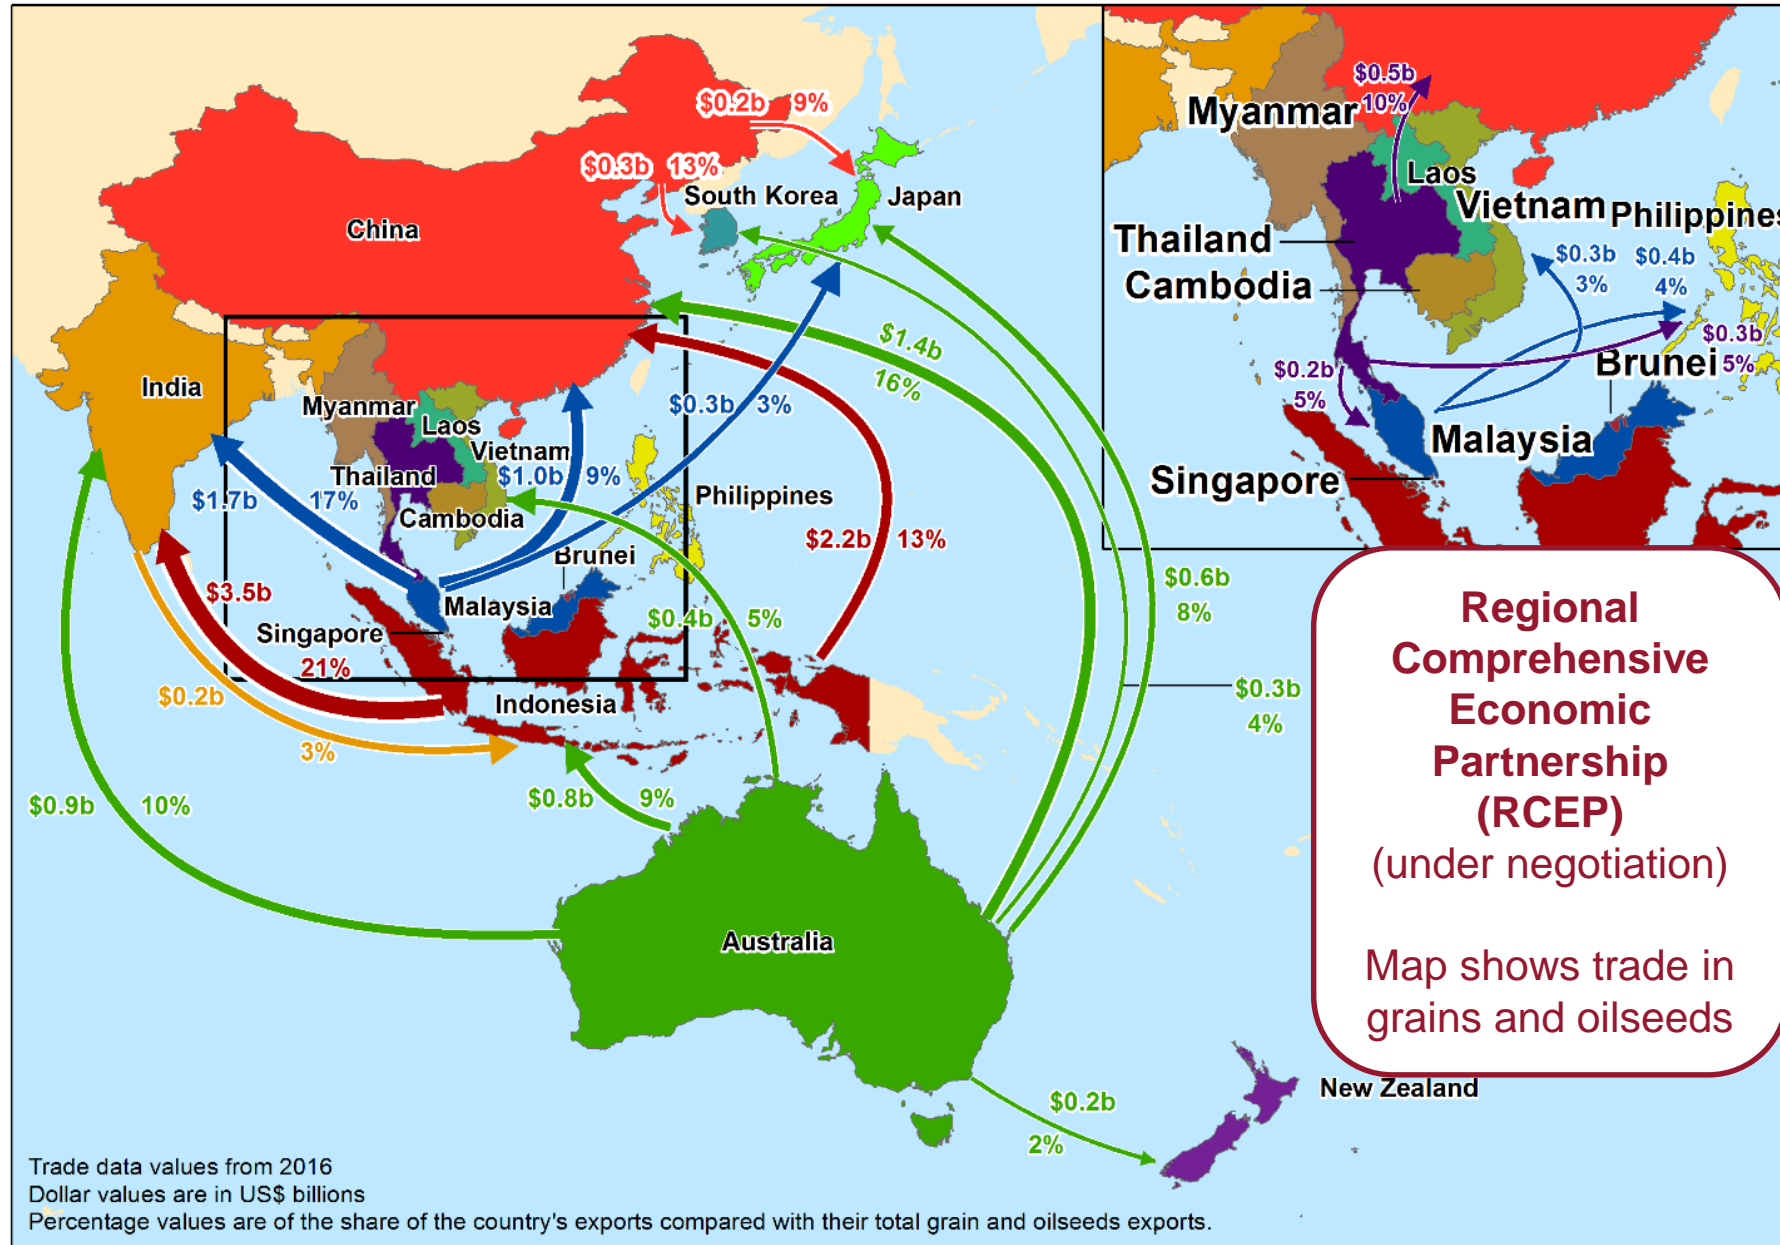 $0.2b 9%
$0.3b 13%
South Korea
Japan
China
$1.4b
16%
India
Myanmar
Laos
$0.3b 3%
Vietnam
Thailand
$1.0b 9%
$1.7b 17%
Cambodia
Philippines
$2.2b 13%
Brunei
$3.5b
Malaysia
$0.6b
8%
$0.4b 5%
Singapore
21%
$0.2b
Indonesia
$0.3b
4%
3%
$0.9b 10%
$0.8b 9%
Australia
$0.2b
2%
New Zealand
$0.5b
10%
Myanmar
Laos
Vietnam
Philippines
Thailand
$0.3b
3%
$0.4b
4%
Cambodia
$0.3b
5%
$0.2b
5%
Brunei
Malaysia
Singapore
Regional
Comprehensive
Economic
Partnership
(RCEP)
(under negotiation)
Map shows trade in
grains and oilseeds
Trade data values from 2016
Dollar values are in US$ billions
Percentage values are of the share of the country's exports compared with their total grain and oilseeds exports.